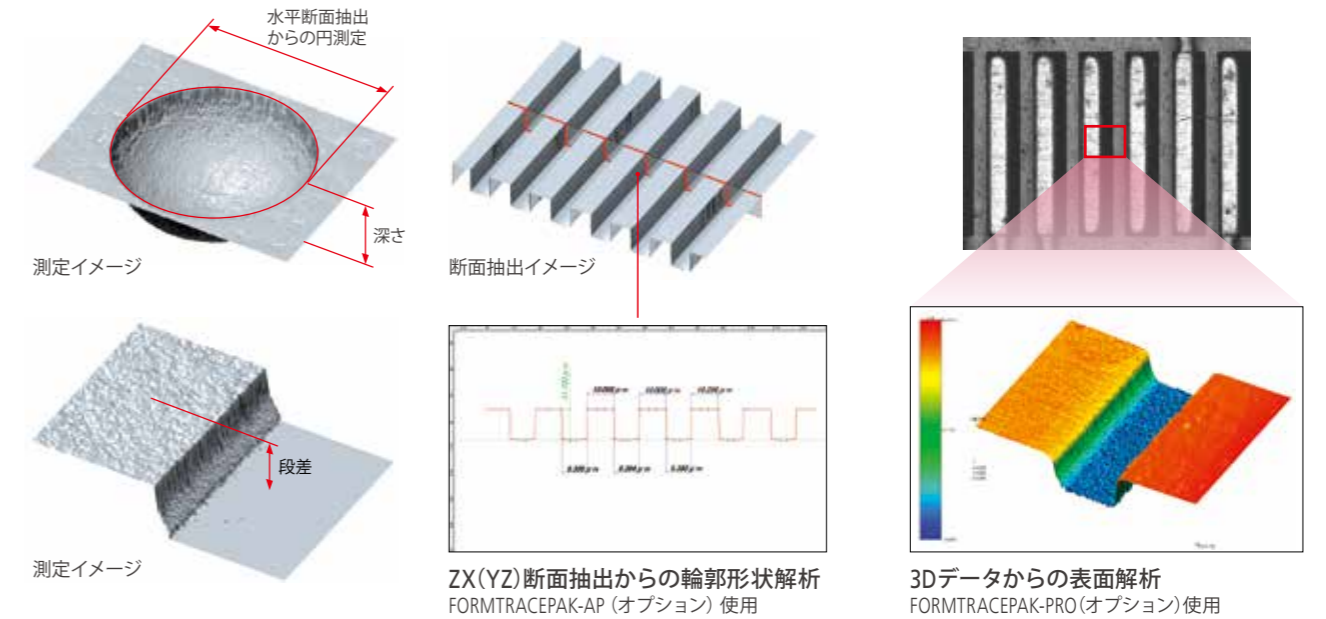 水平断面抽出
からの円測定
深さ
測定イメージ
段差
測定イメージ
断面抽出イメージ
ZX(YZ)断面抽出からの輪郭形状解析
FORMTRACEPAK-AP（オプション）使用
3Dデータからの表面解析
FORMTRACEPAK-PRO（オプション）使用